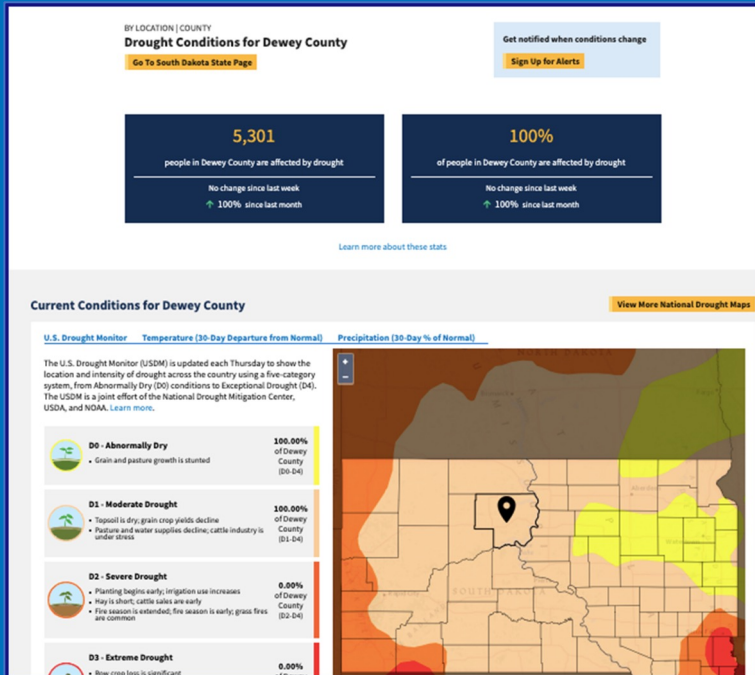 BY LOCATION | COUNTY
Drought Conditions for Dewey County
Go To South Dakota State Page
Get notified when conditions change
Sign Up for Alerts
5,301
people in Dewey County are affected by drought
No change since last week
↑ 100% since last month
100%
of people in Dewey County are affected by drought
No change since last week
↑ 100% since last month
Learn more about these stats
Current Conditions for Dewey County
View More National Drought Maps
U.S. Drought Monitor
Temperature (30-Day Departure from Normal)
Precipitation (30-Day % of Normal)
The U.S. Drought Monitor (USDM) is updated each Thursday to show the
location and intensity of drought across the country using a five-category
system, from Abnormally Dry (D0) conditions to Exceptional Drought (D4).
The USDM is a joint effort of the National Drought Mitigation Center,
USDA, and NOAA. Learn more.
D0 - Abnormally Dry
• Grain and pasture growth is stunted
100.00%
of Dewey
County
(D0-D4)
D1 - Moderate Drought
• Topsoil is dry; grain crop yields decline
• Pasture and water supplies decline; cattle industry is
under stress
100.00%
of Dewey
County
(D1-D4)
D2 - Severe Drought
• Planting begins early; irrigation use increases
• Hay is short; cattle sales are early
• Fire season is extended; fire season is early; grass fires
are common
0.00%
of Dewey
County
(D2-D4)
D3 - Extreme Drought
• Row crop loss is significant
0.00%
of Dewey
+
−
NORTH DAKOTA
SOUTH DAKOTA